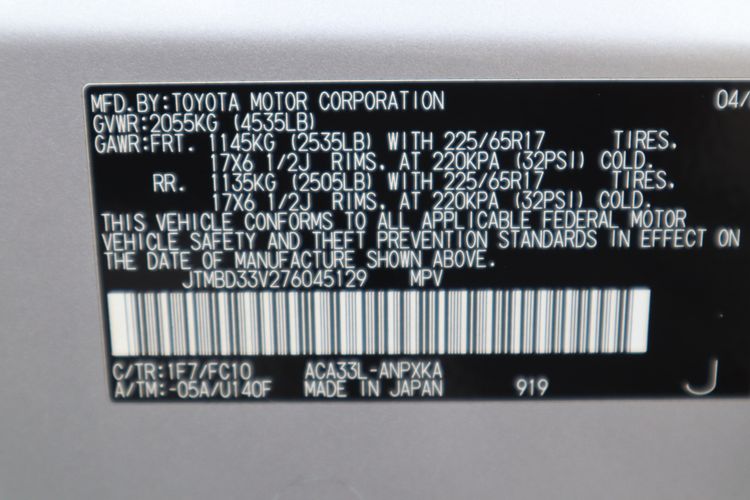 MFD.BY:TOYOTA MOTOR CORPORATION 04/
GVWR:2055KG (4535LB)
GAWR:FRT. 1145KG (2535LB) WITH 225/65R17 TIRES.
17X6 1/2J RIMS. AT 220KPA (32PSI) COLD.
RR. 1135KG (2505LB) WITH 225/65R17 TIRES.
17X6 1/2J RIMS. AT 220KPA (32PSI) COLD.
THIS VEHICLE CONFORMS TO ALL APPLICABLE FEDERAL MOTOR
VEHICLE SAFETY AND THEFT PREVENTION STANDARDS IN EFFECT ON
THE DATE OF MANUFACTURE SHOWN ABOVE.
JTMBD33V276045129 MPV
C/TR:1F7/FC10 ACA33L-ANPXKA
A/TM:-05A/U140F MADE IN JAPAN 919 J